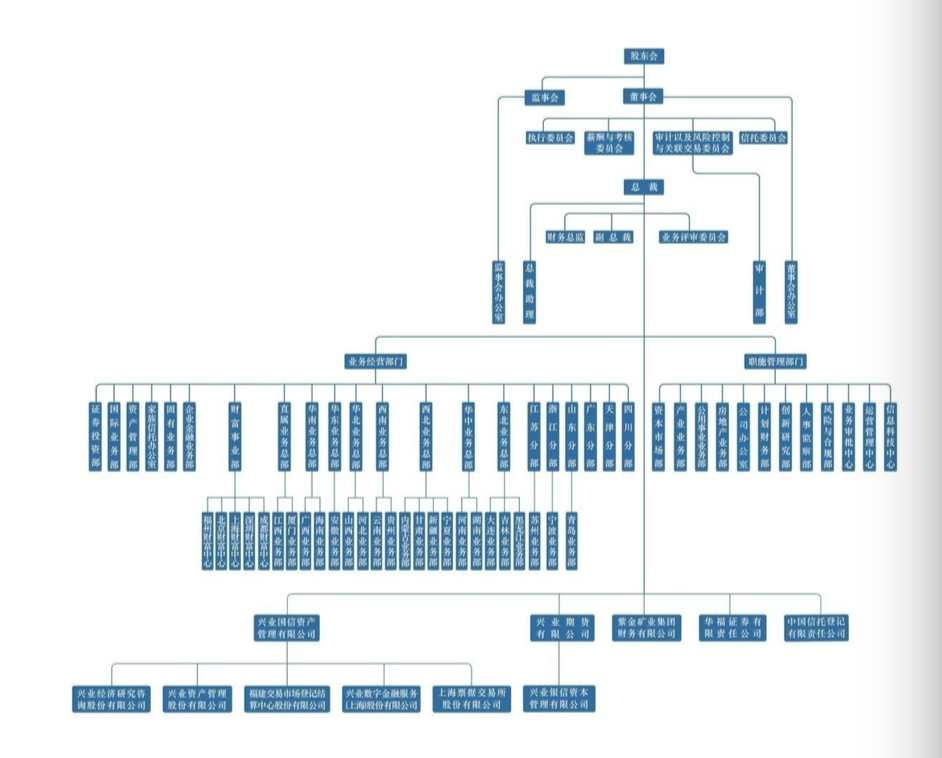 股东会
监事会
董事会
执行委员会
薪酬与考核
委员会
审计以及风险控制
与关联交易委员会
信托委员会
总裁
财务总监
副总裁
业务评审委员会
监事会办公室
总裁助理
审计部
董事会办公室
业务经营部门
职能管理部门
证券投资部
国际业务部
资产管理部
家族信托办公室
固有业务部
企业金融业务部
财富事业部
直属业务总部
华南业务总部
华东业务总部
华北业务总部
西南业务总部
西北业务总部
华中业务总部
东北业务总部
江苏分部
浙江分部
山东分部
广东分部
天津分部
四川分部
资本市场部
产业业务部
公用事业业务部
房地产业务部
公司办公室
计划财务部
创新研究部
人事监察部
风险与合规部
业务审批中心
运营管理中心
信息科技中心
福州财富中心
北京财富中心
上海财富中心
深圳财富中心
成都财富中心
江西业务部
厦门业务部
广西业务部
海南业务部
安徽业务部
山西业务部
河北业务部
云南业务部
贵州业务部
内蒙古业务部
甘肃业务部
新疆业务部
宁夏业务部
河南业务部
湖南业务部
大连业务部
吉林业务部
黑龙江业务部
苏州业务部
宁波业务部
青岛业务部
兴业国信资产
管理有限公司
兴业期货
有限公司
紫金矿业集团
财务有限公司
华福证券有
限责任公司
中国信托登记
有限责任公司
兴业经济研究咨
询股份有限公司
兴业资产管理
股份有限公司
福建交易市场登记结
算中心股份有限公司
兴业数字金融服务
(上海)股份有限公司
上海票据交易所
股份有限公司
兴业银信资本
管理有限公司